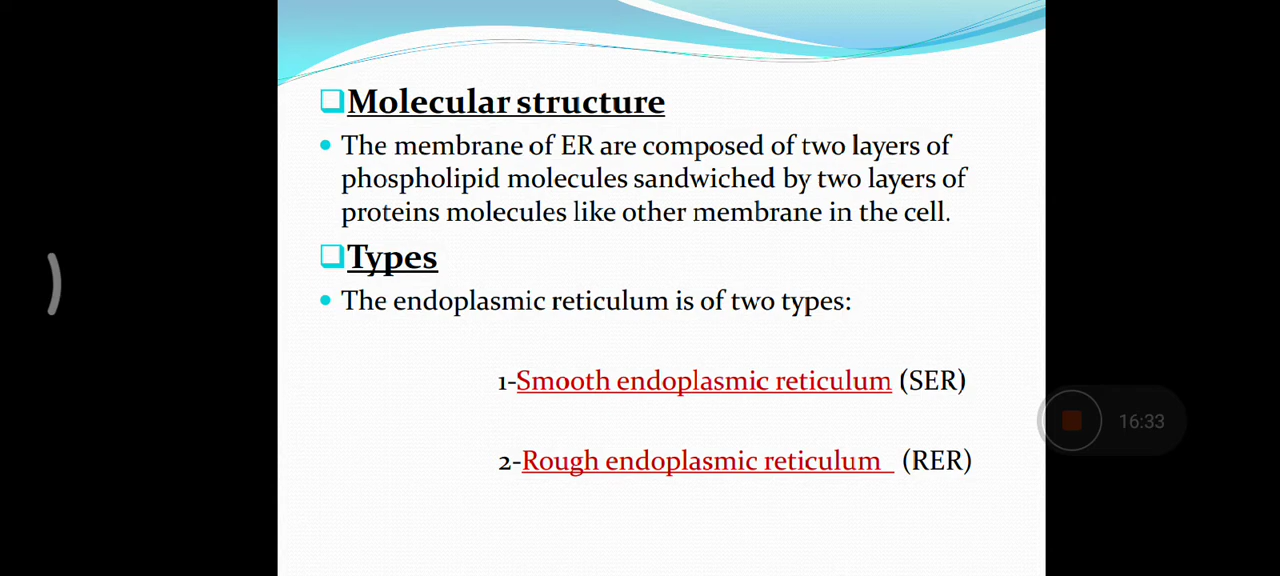 Molecular structure
The membrane of ER are composed of two layers of
phospholipid molecules sandwiched by two layers of
proteins molecules like other membrane in the cell.
Types
The endoplasmic reticulum is of two types:
1-Smooth endoplasmic reticulum (SER)
16:33
2-Rough endoplasmic reticulum (RER)